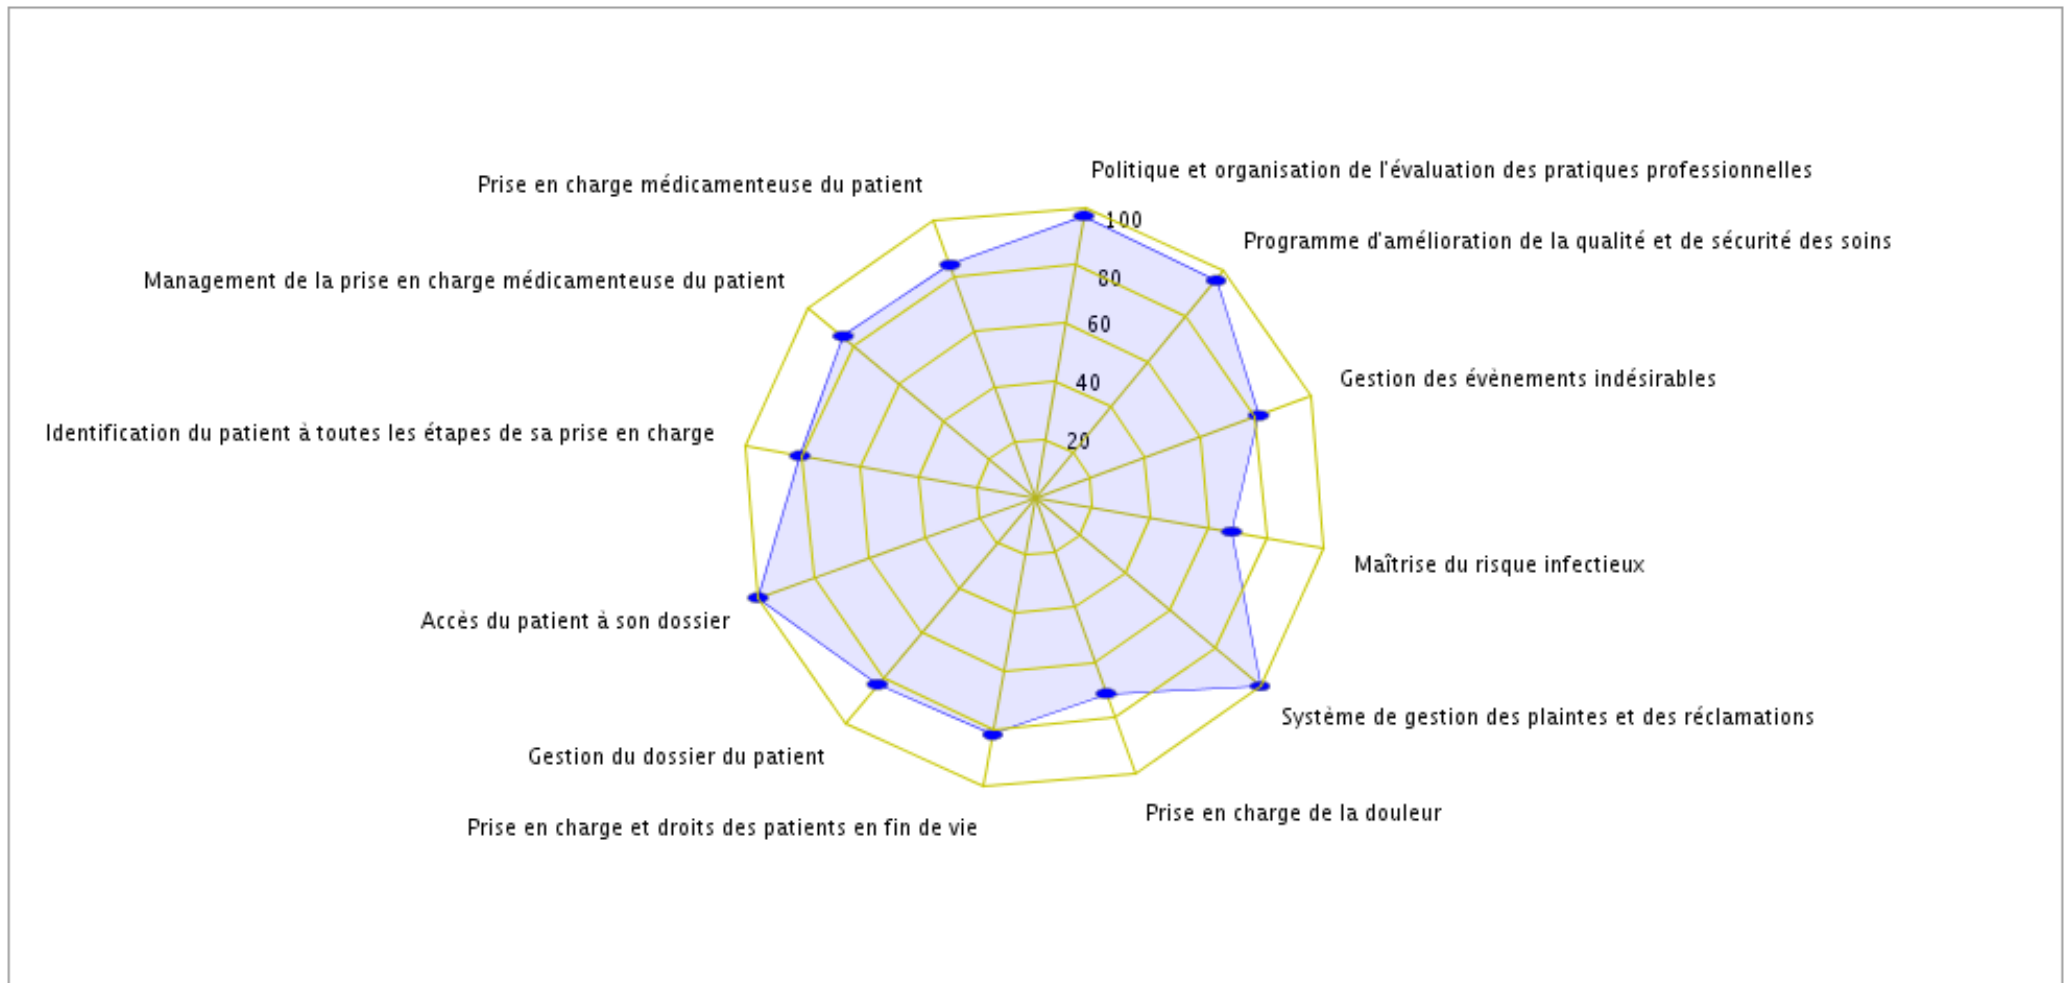 Politique et organisation de l'évaluation des pratiques professionnelles
Prise en charge médicamenteuse du patient
100
Programme d'amélioration de la qualité et de sécurité des soins
80
Management de la prise en charge médicamenteuse du patient
60
Gestion des évènements indésirables
40
Identification du patient à toutes les étapes de sa prise en charge
20
Maîtrise du risque infectieux
Accès du patient à son dossier
Système de gestion des plaintes et des réclamations
Gestion du dossier du patient
Prise en charge de la douleur
Prise en charge et droits des patients en fin de vie